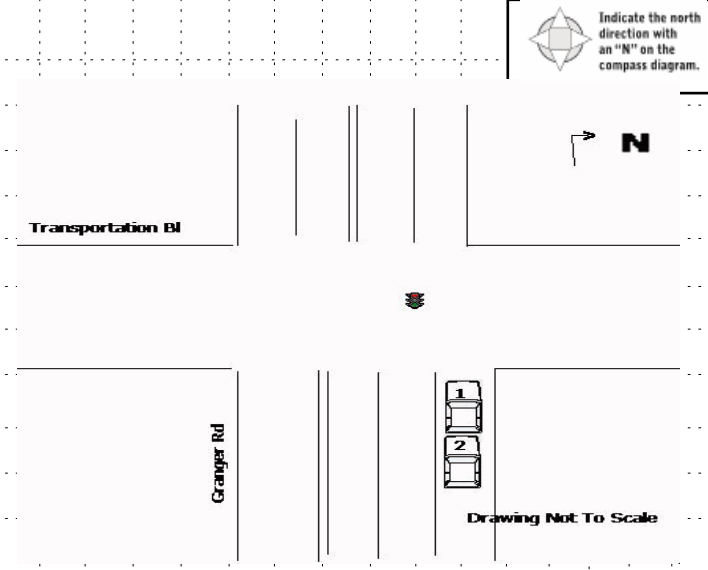 Indicate the north
direction with
an "N" on the
compass diagram.
N
Transportation Bl
1
Granger Rd
2
Drawing Not To Scale